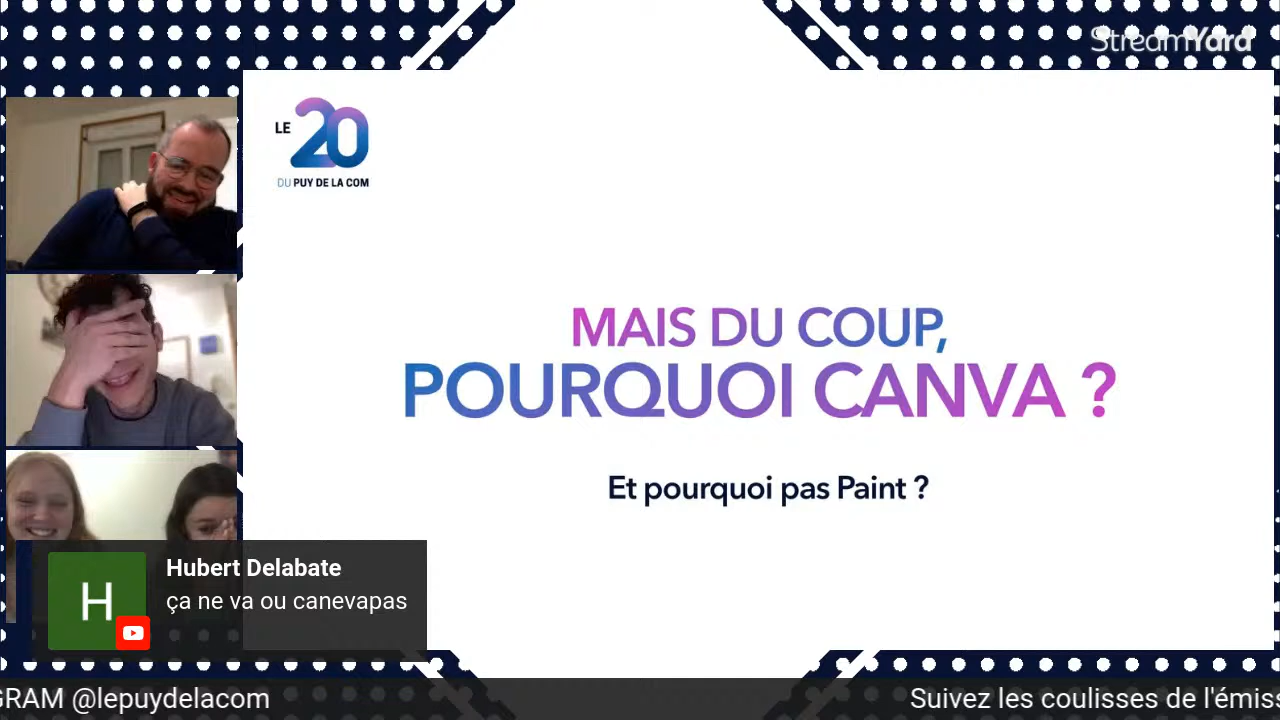 StreamYard
LE 20
DU PUY DE LA COM
MAIS DU COUP,
POURQUOI CANVA ?
Et pourquoi pas Paint ?
H
Hubert Delabate
ça ne va ou canevapas
GRAM @lepuydelacom
Suivez les coulisses de l'émiss